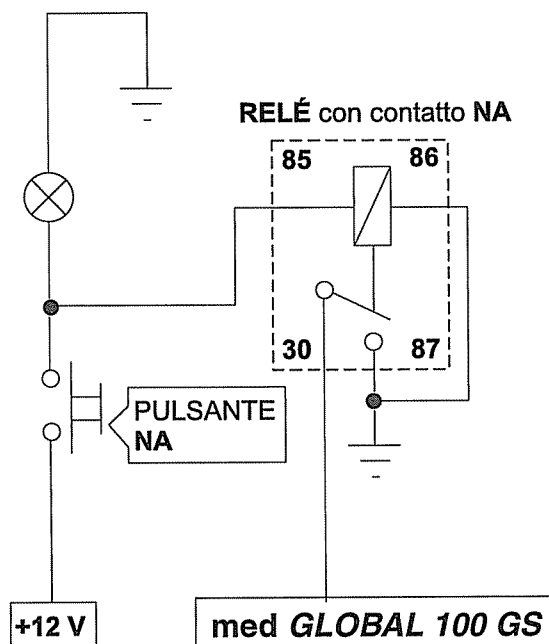 RELÉ con contatto NA
85 86
30 87
PULSANTE
NA
+12 V
med GLOBAL 100 GS